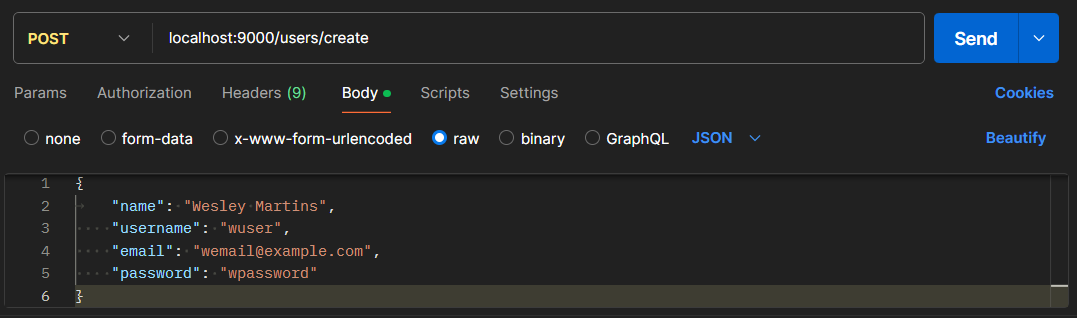 POST localhost:9000/users/create Send
Params Authorization Headers (9) Body Scripts Settings Cookies
none form-data x-www-form-urlencoded raw binary GraphQL JSON Beautify
1 {
2 "name": "Wesley Martins",
3 "username": "wuser",
4 "email": "wemail@example.com",
5 "password": "wpassword"
6 }